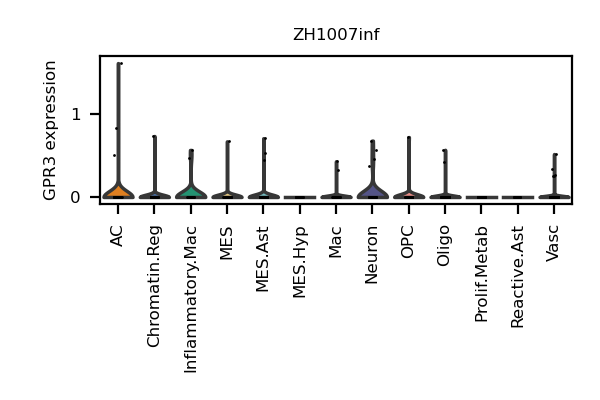 ZH1007inf
GPR3 expression
1
0
AC
Chromatin.Reg
Inflammatory.Mac
MES
MES.Ast
MES.Hyp
Mac
Neuron
OPC
Oligo
Prolif.Metab
Reactive.Ast
Vasc